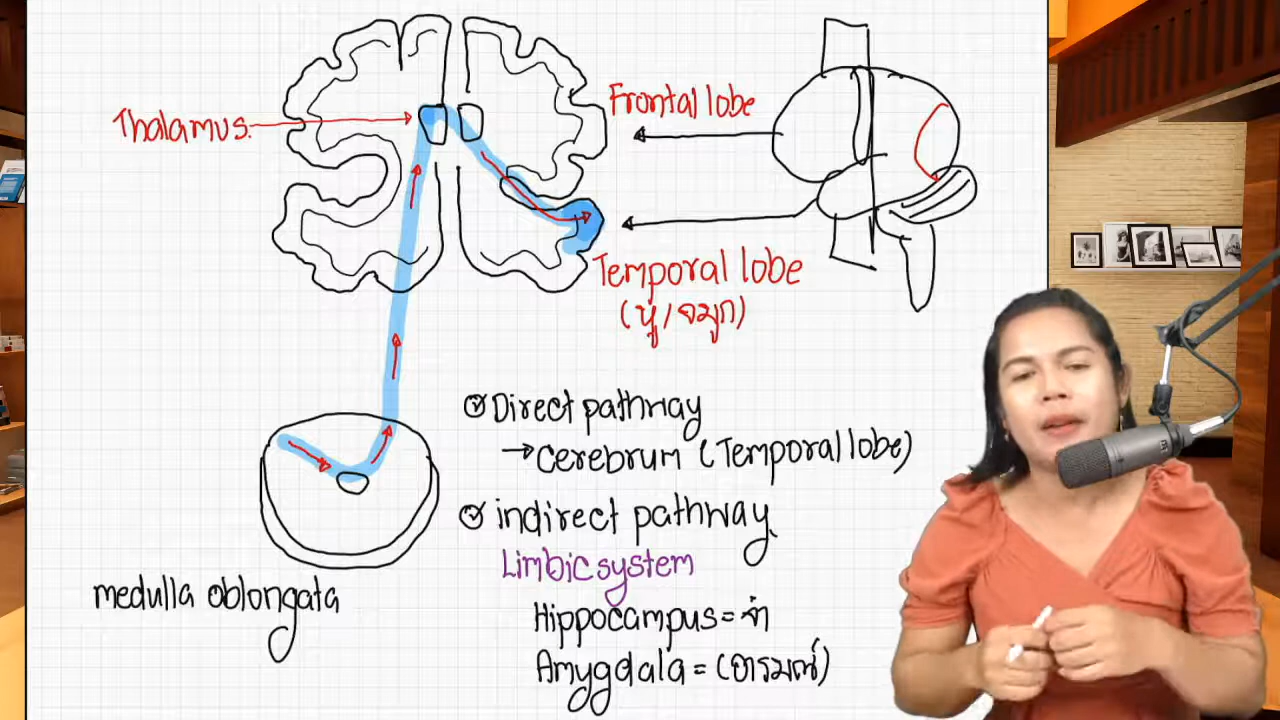 Thalamus.
Frontal lobe
Temporal lobe
(หู/จมูก)
Direct pathway
→ Cerebrum (Temporal lobe)
indirect pathway
Limbic system
Hippocampus = จำ
Amygdala = (อารมณ์)
medulla oblongata